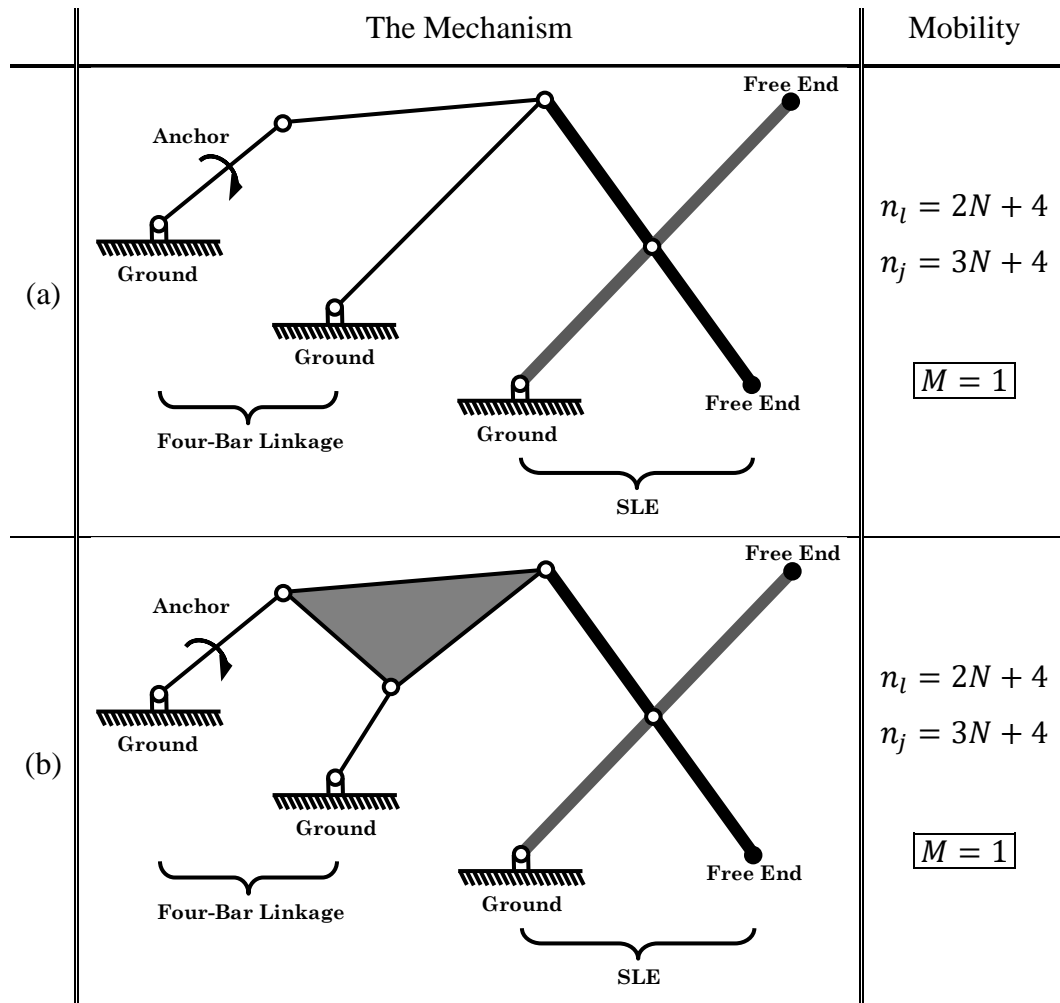 The Mechanism
Mobility
(a)
Free End
Anchor
Ground
Ground
Ground
Free End
Four-Bar Linkage
SLE
n_l = 2N + 4
n_j = 3N + 4
M = 1
(b)
Free End
Anchor
Ground
Ground
Ground
Free End
Four-Bar Linkage
SLE
n_l = 2N + 4
n_j = 3N + 4
M = 1